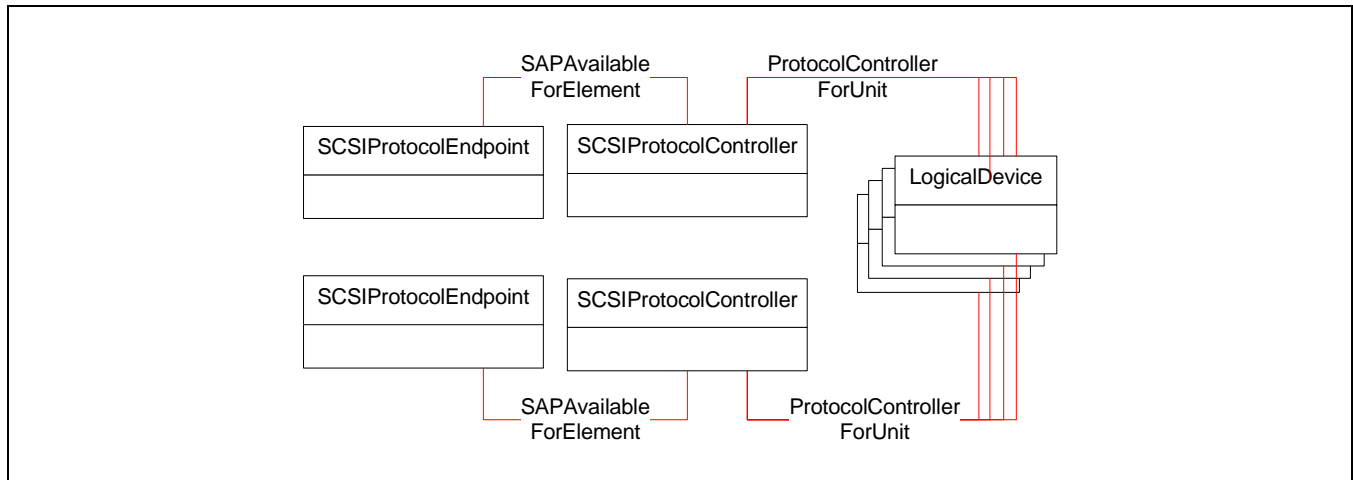 SAPAvailable
ForElement
ProtocolController
ForUnit
SCSIProtocolEndpoint
SCSIProtocolController
LogicalDevice
SCSIProtocolEndpoint
SCSIProtocolController
SAPAvailable
ForElement
ProtocolController
ForUnit